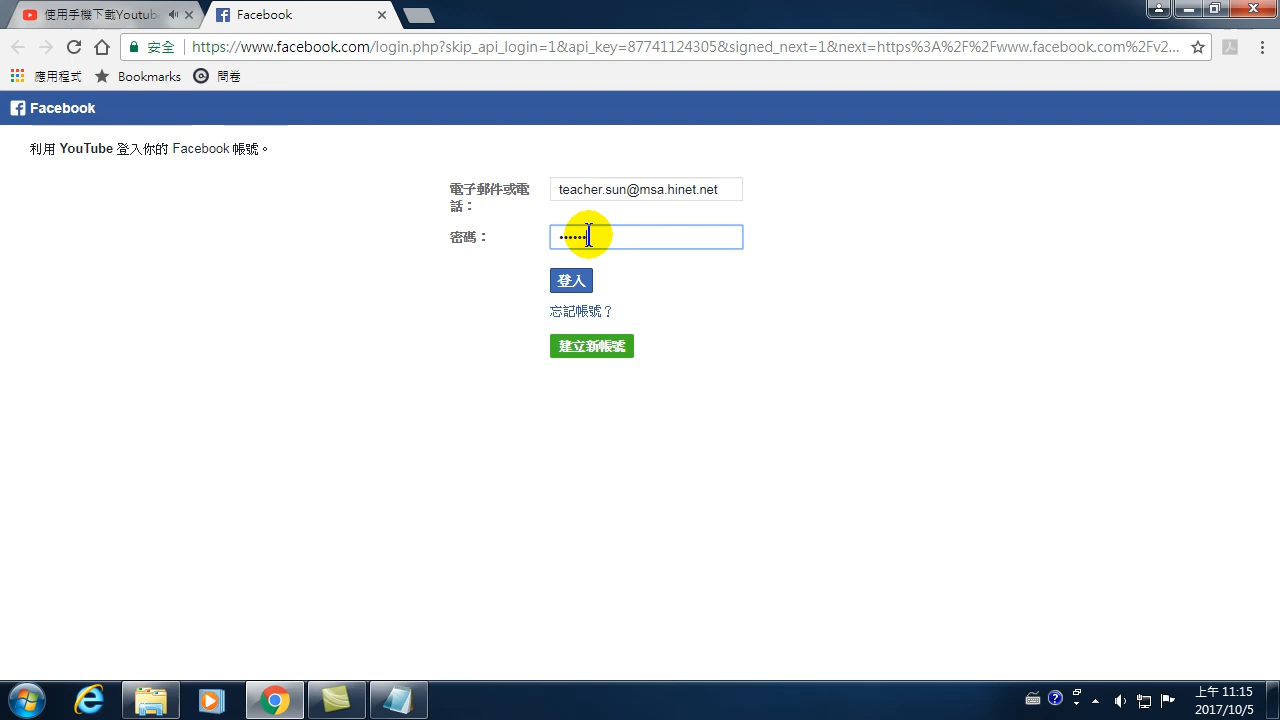 使用手機下載Youtub
Facebook
安全
https://www.facebook.com/login.php?skip_api_login=1&api_key=87741124305&signed_next=1&next=https%3A%2F%2Fwww.facebook.com%2Fv2...
應用程式
Bookmarks
問卷
Facebook
利用 YouTube 登入你的 Facebook 帳號。
電子郵件或電
話：
teacher.sun@msa.hinet.net
密碼：
••••••
登入
忘記帳號？
建立新帳號
上午 11:15
2017/10/5